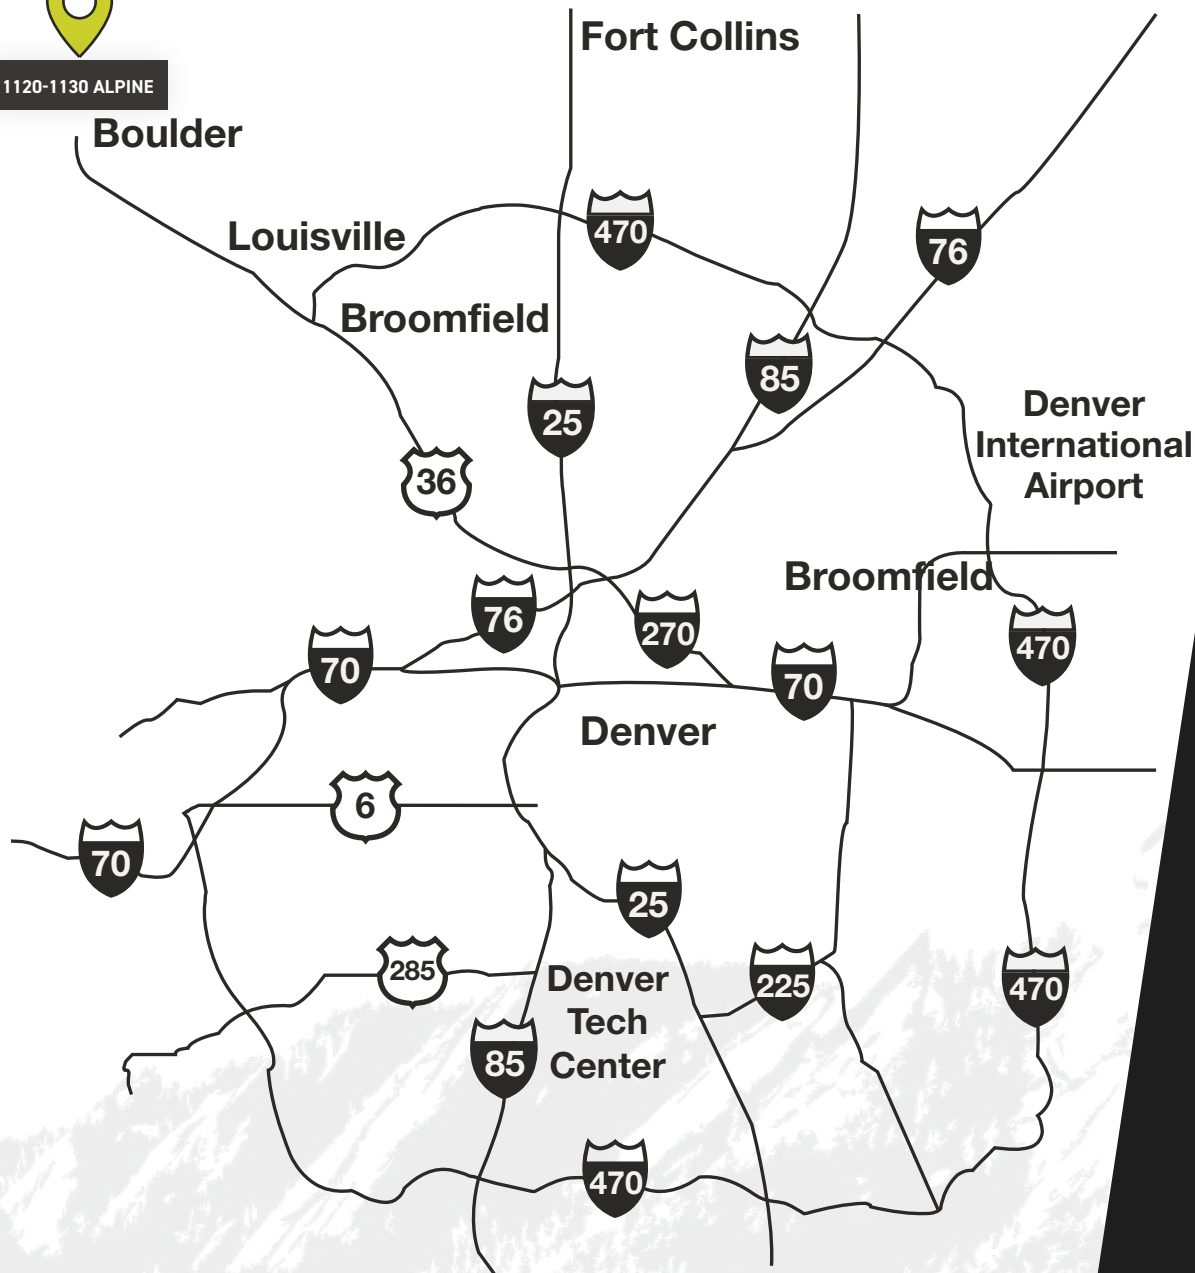 Fort Collins
1120-1130 ALPINE
Boulder
470
Louisville
76
Broomfield
85
25
Denver
International
Airport
36
Broomfield
76
270
470
70
70
Denver
6
70
25
285
Denver
Tech
Center
225
470
85
470